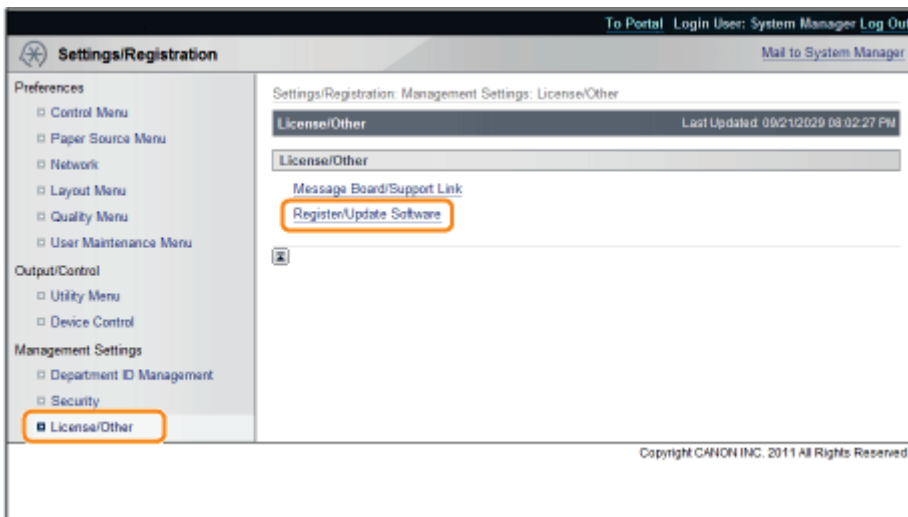 To Portal Login User: System Manager Log Out
Settings/Registration
Mail to System Manager
Preferences
Control Menu
Paper Source Menu
Network
Layout Menu
Quality Menu
User Maintenance Menu
Output/Control
Utility Menu
Device Control
Management Settings
Department ID Management
Security
License/Other
Settings/Registration: Management Settings: License/Other
License/Other Last Updated: 09/21/2029 08:02:27 PM
License/Other
Message Board/Support Link
Register/Update Software
Copyright CANON INC. 2011 All Rights Reserved